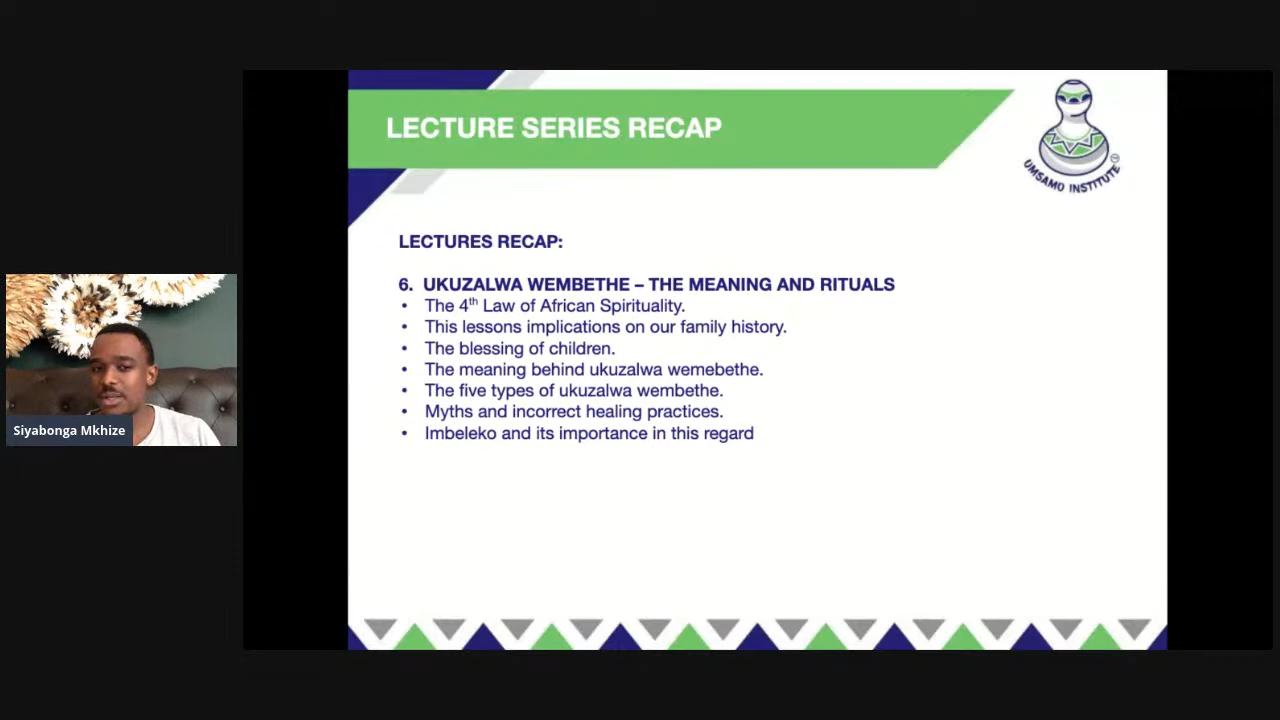 LECTURE SERIES RECAP
UMSAMO INSTITUTE
LECTURES RECAP:
6. UKUZALWA WEMBETHE – THE MEANING AND RITUALS
• The 4th Law of African Spirituality.
• This lessons implications on our family history.
• The blessing of children.
• The meaning behind ukuzalwa wemebethe.
• The five types of ukuzalwa wembethe.
• Myths and incorrect healing practices.
• Imbeleko and its importance in this regard
Siyabonga Mkhize